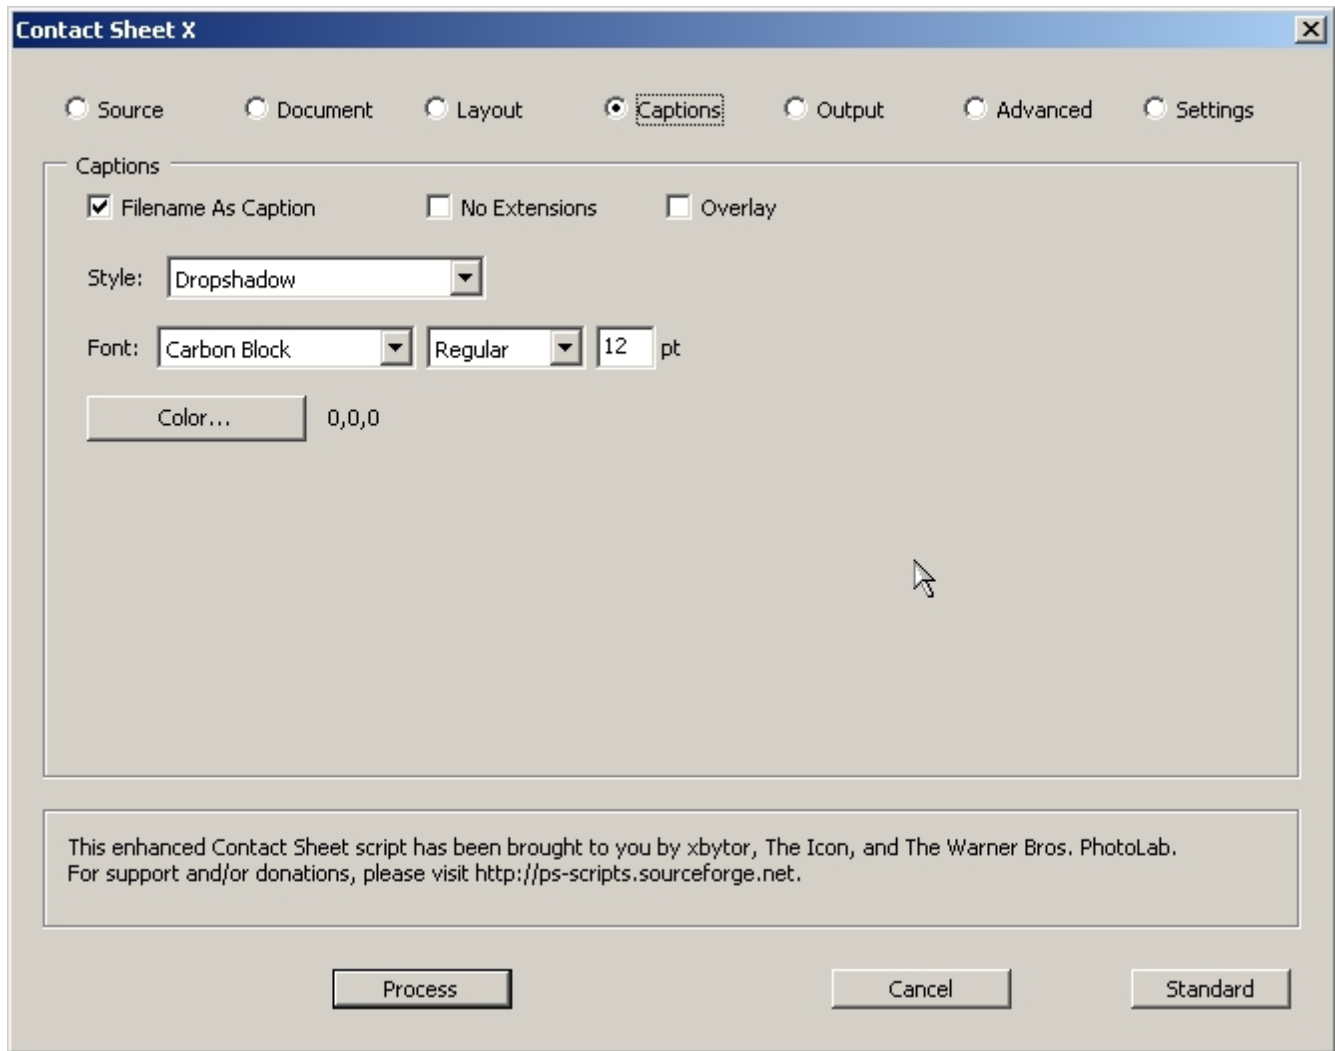 Contact Sheet X
Source Document Layout Captions Output Advanced Settings
Captions
Filename As Caption No Extensions Overlay
Style: Dropshadow
Font: Carbon Block Regular 12 pt
Color... 0,0,0
This enhanced Contact Sheet script has been brought to you by xbytor, The Icon, and The Warner Bros. PhotoLab.
For support and/or donations, please visit http://ps-scripts.sourceforge.net.
Process Cancel Standard